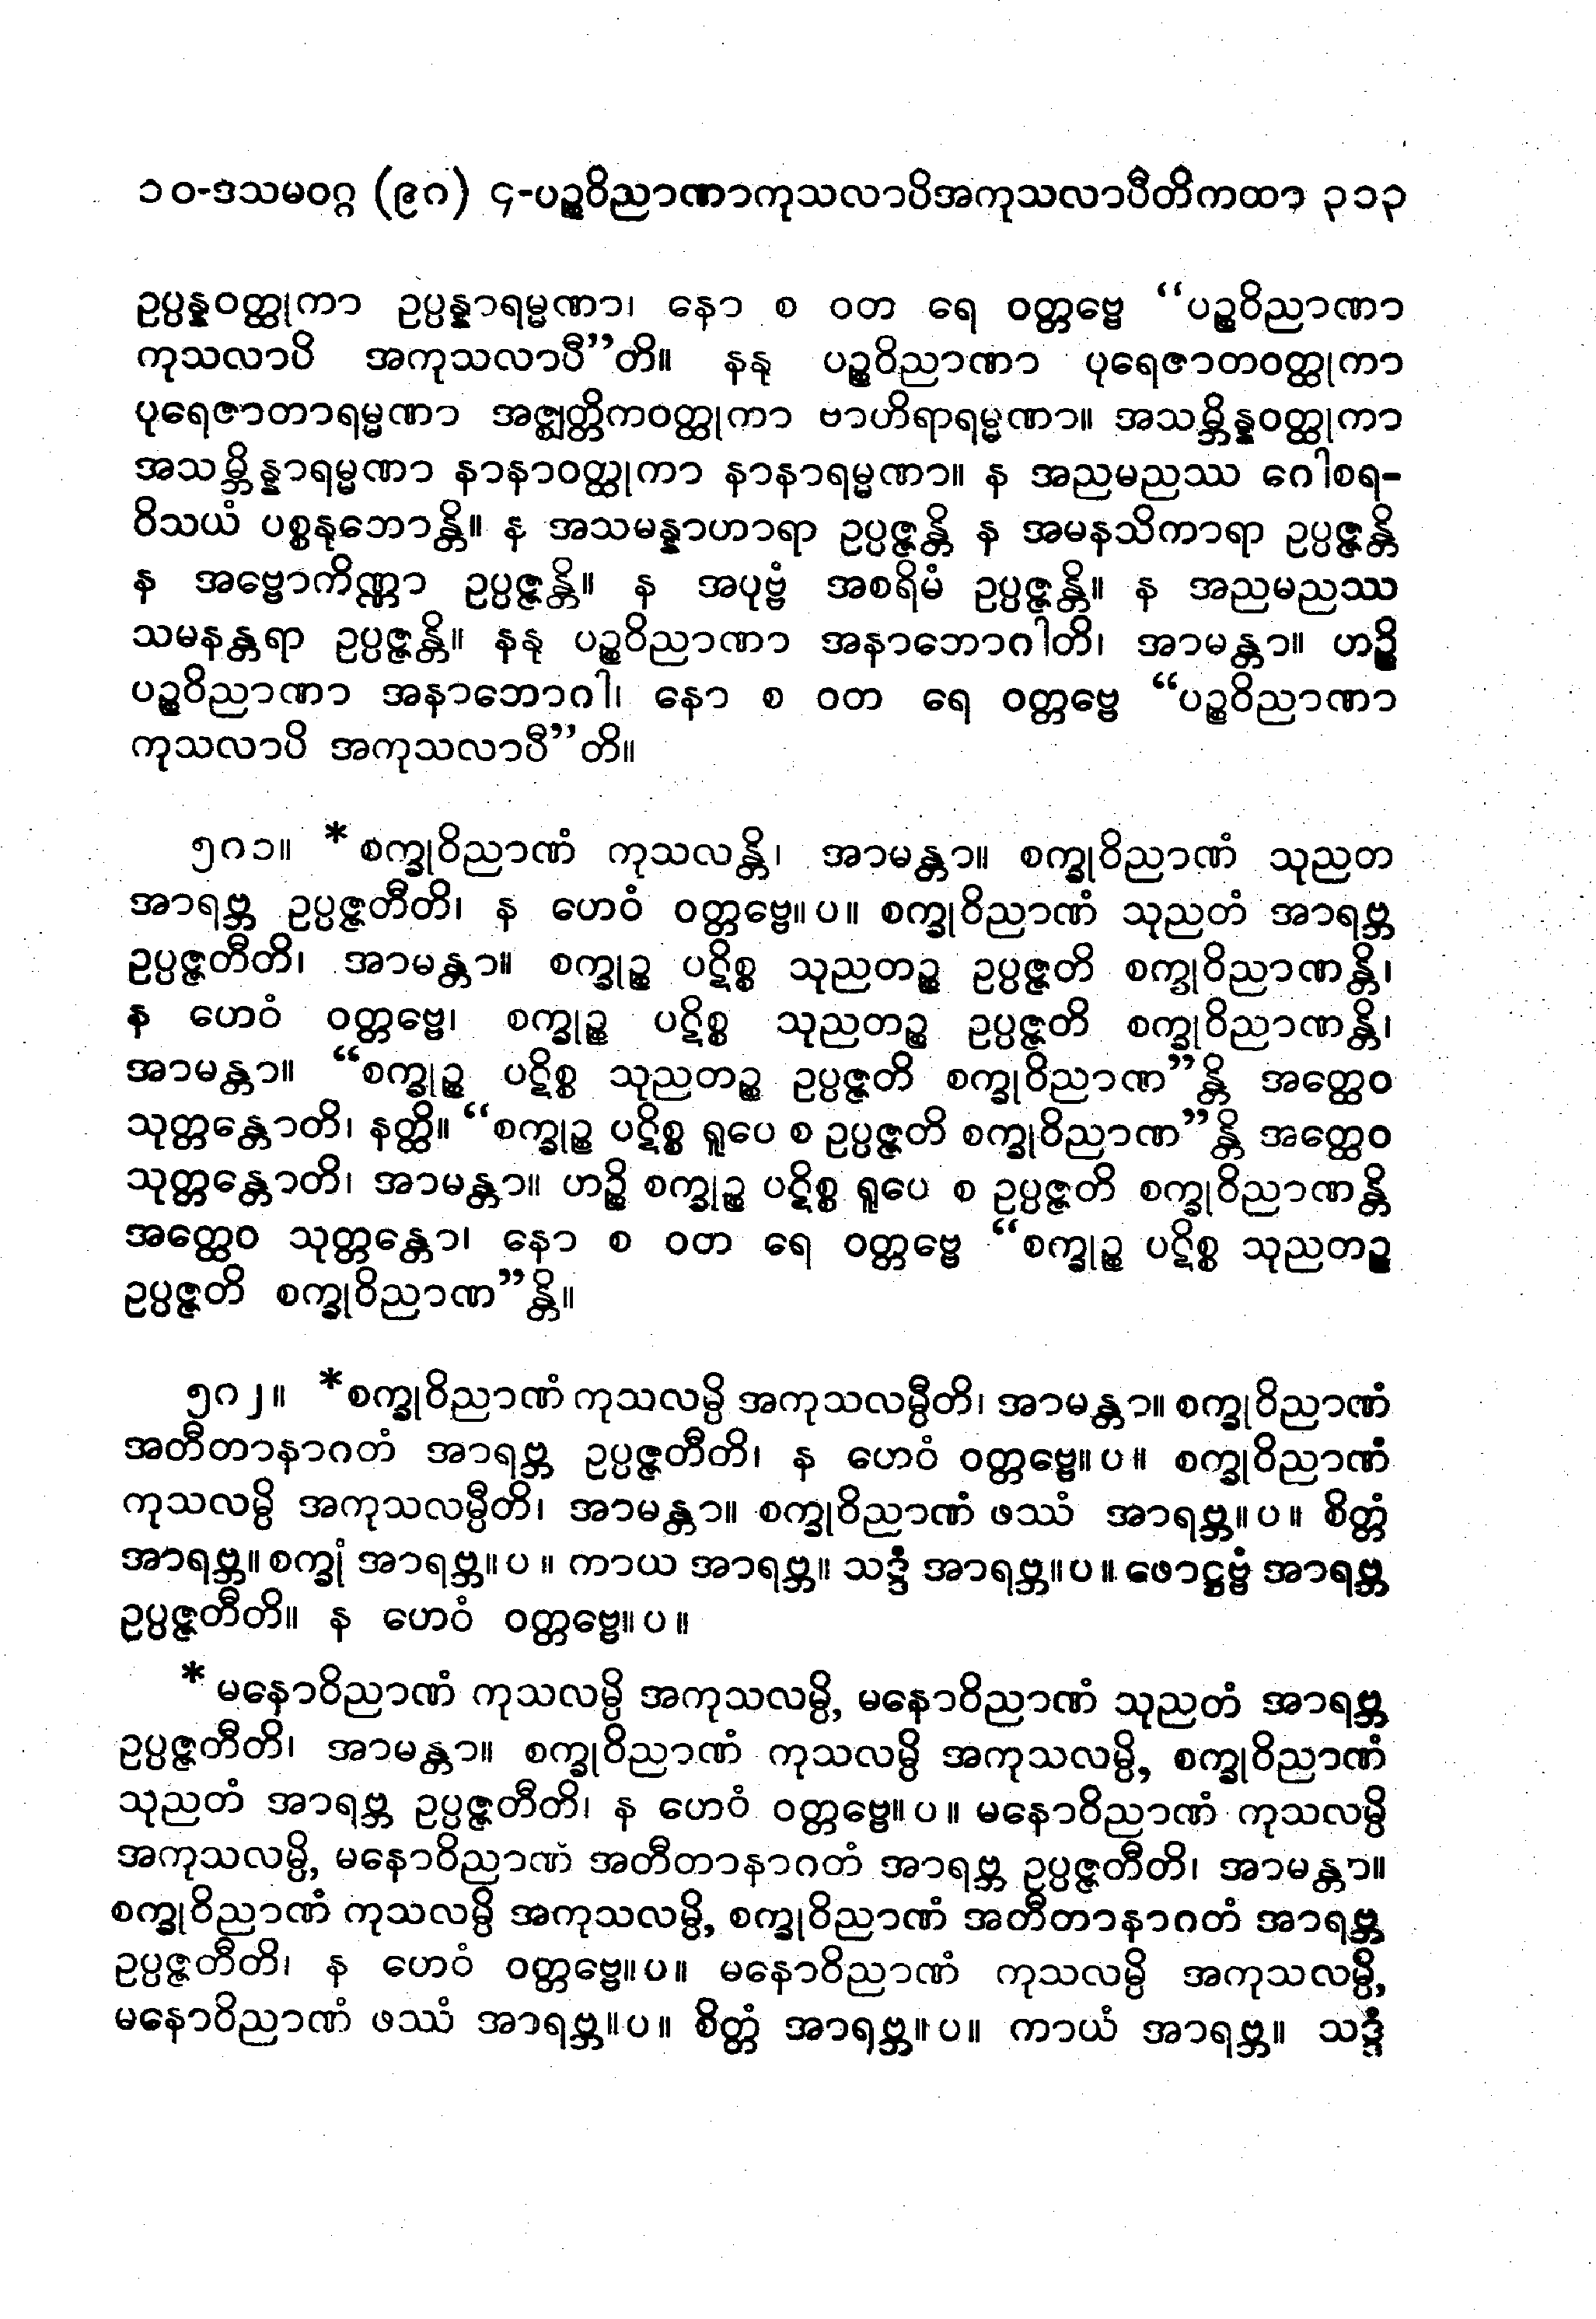 ၁၀-ဒသမဝဂ္ဂ (၉၈) ၄-ပဉ္စဝိညာဏာကုသလာပိအကုသလာပီတိကထာ ၃၁၃
ဥပ္ပန္နဝတ္ထုကာ ဥပ္ပန္နာရမ္မဏာ၊ နော စ ဝတ ရေ ဝတ္တဗ္ဗေ “ပဉ္စဝိညာဏာ
ကုသလာပိ အကုသလာပီ”တိ။ နနု ပဉ္စဝိညာဏာ ပုရေဇာတဝတ္ထုကာ
ပုရေဇာတာရမ္မဏာ အဇ္ဈတ္တိကဝတ္ထုကာ ဗာဟိရာရမ္မဏာ။ အသမ္ဘိန္နဝတ္ထုကာ
အသမ္ဘိန္နာရမ္မဏာ နာနာဝတ္ထုကာ နာနာရမ္မဏာ။ န အညမညဿ ဂေါစရ-
ဝိသယံ ပစ္စနုဘောန္တိ။ န အသမန္နာဟာရာ ဥပ္ပဇ္ဇန္တိ န အမနသိကာရာ ဥပ္ပဇ္ဇန္တိ
န အဗ္ဗောကိဏ္ဏာ ဥပ္ပဇ္ဇန္တိ။ န အပုဗ္ဗံ အစရိမံ ဥပ္ပဇ္ဇန္တိ။ န အညမညဿ
သမနန္တရာ ဥပ္ပဇ္ဇန္တိ။ နနု ပဉ္စဝိညာဏာ အနာဘောဂါတိ၊ အာမန္တာ။ ဟဉ္စိ
ပဉ္စဝိညာဏာ အနာဘောဂါ၊ နော စ ဝတ ရေ ဝတ္တဗ္ဗေ “ပဉ္စဝိညာဏာ
ကုသလာပိ အကုသလာပီ”တိ။
၅၈၁။ *စက္ခုဝိညာဏံ ကုသလန္တိ၊ အာမန္တာ။ စက္ခုဝိညာဏံ သုညတ
အာရဗ္ဘ ဥပ္ပဇ္ဇတီတိ၊ န ဟေဝံ ဝတ္တဗ္ဗေ။ပ။ စက္ခုဝိညာဏံ သုညတံ အာရဗ္ဘ
ဥပ္ပဇ္ဇတီတိ၊ အာမန္တာ။ စက္ခုဉ္စ ပဋိစ္စ သုညတဉ္စ ဥပ္ပဇ္ဇတိ စက္ခုဝိညာဏန္တိ၊
န ဟေဝံ ဝတ္တဗ္ဗေ၊ စက္ခုဉ္စ ပဋိစ္စ သုညတဉ္စ ဥပ္ပဇ္ဇတိ စက္ခုဝိညာဏန္တိ၊
အာမန္တာ။ “စက္ခုဉ္စ ပဋိစ္စ သုညတဉ္စ ဥပ္ပဇ္ဇတိ စက္ခုဝိညာဏ”န္တိ အတ္ထေဝ
သုတ္တန္တောတိ၊ နတ္ထိ။ “စက္ခုဉ္စ ပဋိစ္စ ရူပေ စ ဥပ္ပဇ္ဇတိ စက္ခုဝိညာဏ”န္တိ အတ္ထေဝ
သုတ္တန္တောတိ၊ အာမန္တာ။ ဟဉ္စိ စက္ခုဉ္စ ပဋိစ္စ ရူပေ စ ဥပ္ပဇ္ဇတိ စက္ခုဝိညာဏန္တိ
အတ္ထေဝ သုတ္တန္တော၊ နော စ ဝတ ရေ ဝတ္တဗ္ဗေ “စက္ခုဉ္စ ပဋိစ္စ သုညတဉ္စ
ဥပ္ပဇ္ဇတိ စက္ခုဝိညာဏ”န္တိ။
၅၈၂။ *စက္ခုဝိညာဏံ ကုသလမ္ပိ အကုသလမ္ပီတိ၊ အာမန္တာ။ စက္ခုဝိညာဏံ
အတီတာနာဂတံ အာရဗ္ဘ ဥပ္ပဇ္ဇတီတိ၊ န ဟေဝံ ဝတ္တဗ္ဗေ။ပ။ စက္ခုဝိညာဏံ
ကုသလမ္ပိ အကုသလမ္ပီတိ၊ အာမန္တာ။ စက္ခုဝိညာဏံ ဖဿံ အာရဗ္ဘ။ပ။ စိတ္တံ
အာရဗ္ဘ။ စက္ခုံ အာရဗ္ဘ။ပ။ ကာယ အာရဗ္ဘ။ သဒ္ဒံ အာရဗ္ဘ။ပ။ ဖောဋ္ဌဗ္ဗံ အာရဗ္ဘ
ဥပ္ပဇ္ဇတီတိ။ န ဟေဝံ ဝတ္တဗ္ဗေ။ပ။
*မနောဝိညာဏံ ကုသလမ္ပိ အကုသလမ္ပိ, မနောဝိညာဏံ သုညတံ အာရဗ္ဘ
ဥပ္ပဇ္ဇတီတိ၊ အာမန္တာ။ စက္ခုဝိညာဏံ ကုသလမ္ပိ အကုသလမ္ပိ, စက္ခုဝိညာဏံ
သုညတံ အာရဗ္ဘ ဥပ္ပဇ္ဇတီတိ၊ န ဟေဝံ ဝတ္တဗ္ဗေ။ပ။ မနောဝိညာဏံ ကုသလမ္ပိ
အကုသလမ္ပိ, မနောဝိညာဏံ အတီတာနာဂတံ အာရဗ္ဘ ဥပ္ပဇ္ဇတီတိ၊ အာမန္တာ။
စက္ခုဝိညာဏံ ကုသလမ္ပိ အကုသလမ္ပိ, စက္ခုဝိညာဏံ အတီတာနာဂတံ အာရဗ္ဘ
ဥပ္ပဇ္ဇတီတိ၊ န ဟေဝံ ဝတ္တဗ္ဗေ။ပ။ မနောဝိညာဏံ ကုသလမ္ပိ အကုသလမ္ပိ,
မနောဝိညာဏံ ဖဿံ အာရဗ္ဘ။ပ။ စိတ္တံ အာရဗ္ဘ။ပ။ ကာယံ အာရဗ္ဘ။ သဒ္ဒံ